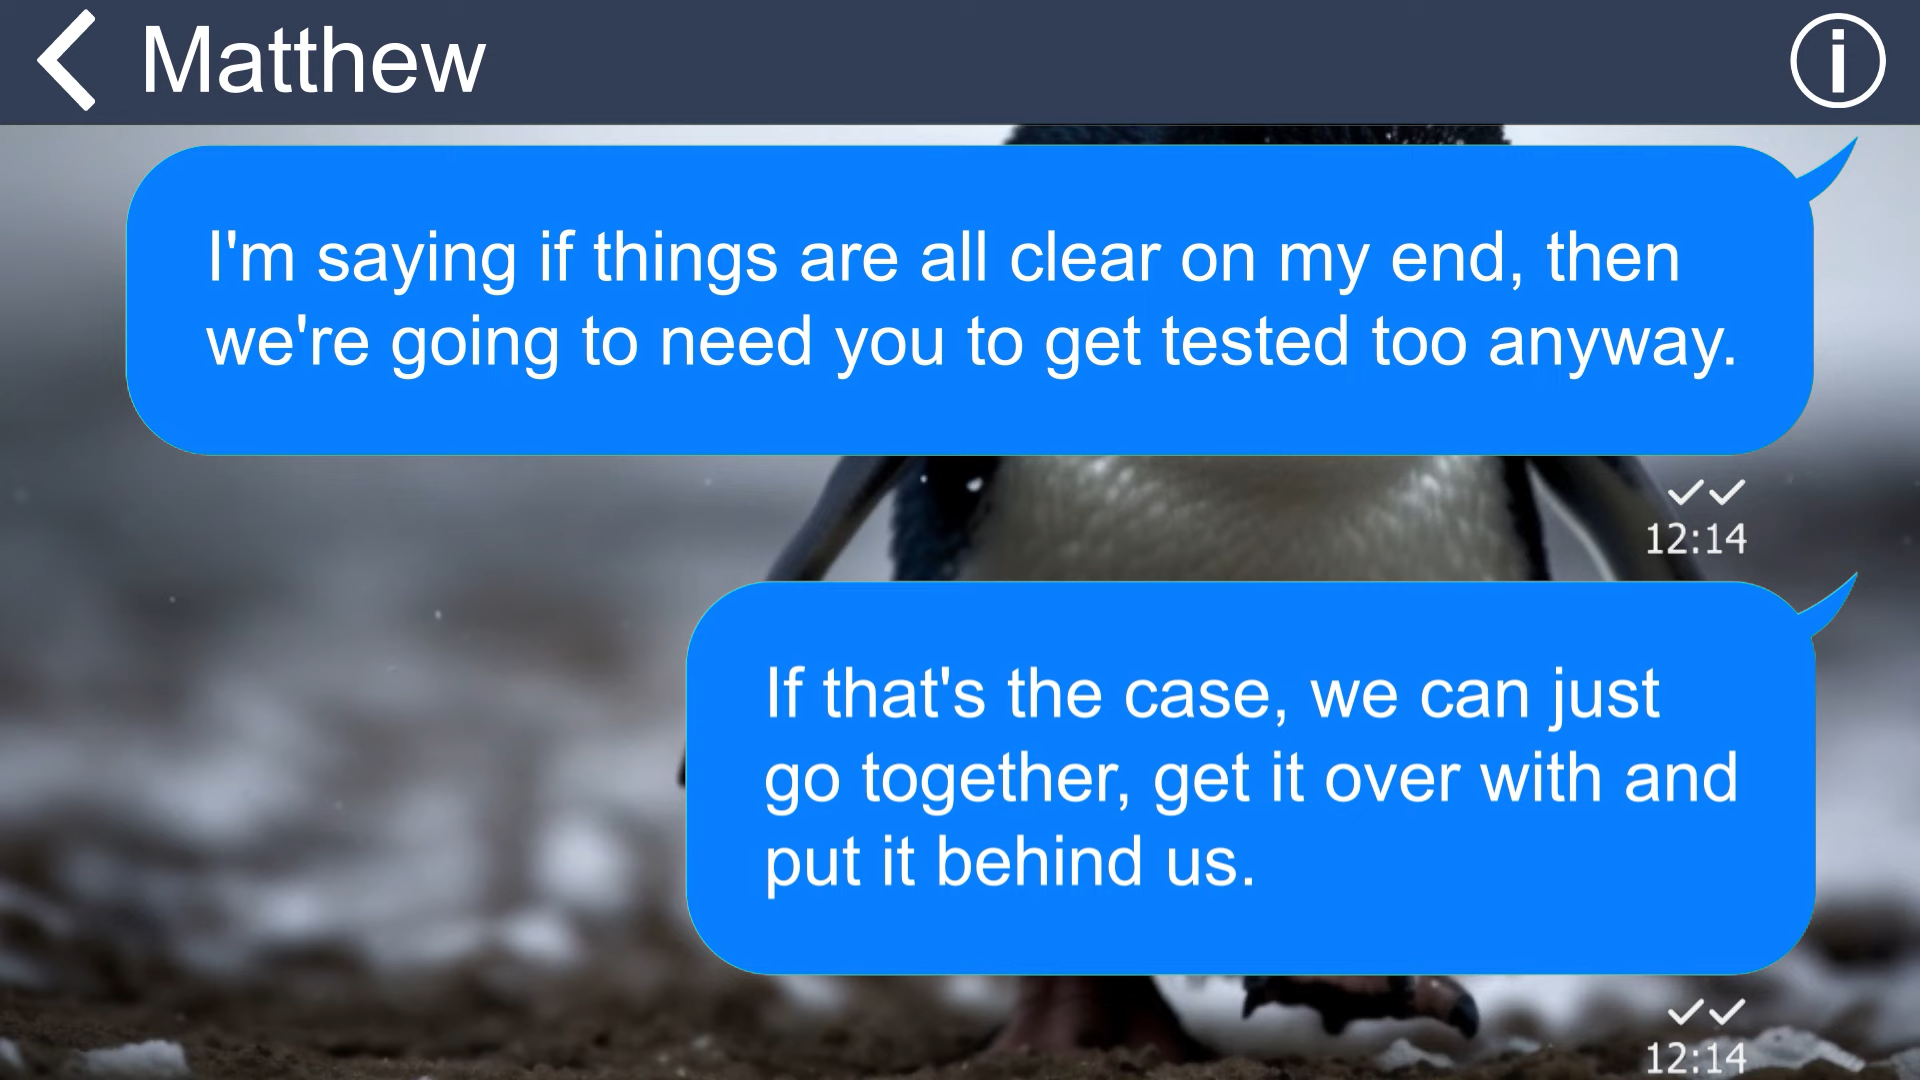 Matthew
I'm saying if things are all clear on my end, then
we're going to need you to get tested too anyway.
12:14
If that's the case, we can just
go together, get it over with and
put it behind us.
12:14